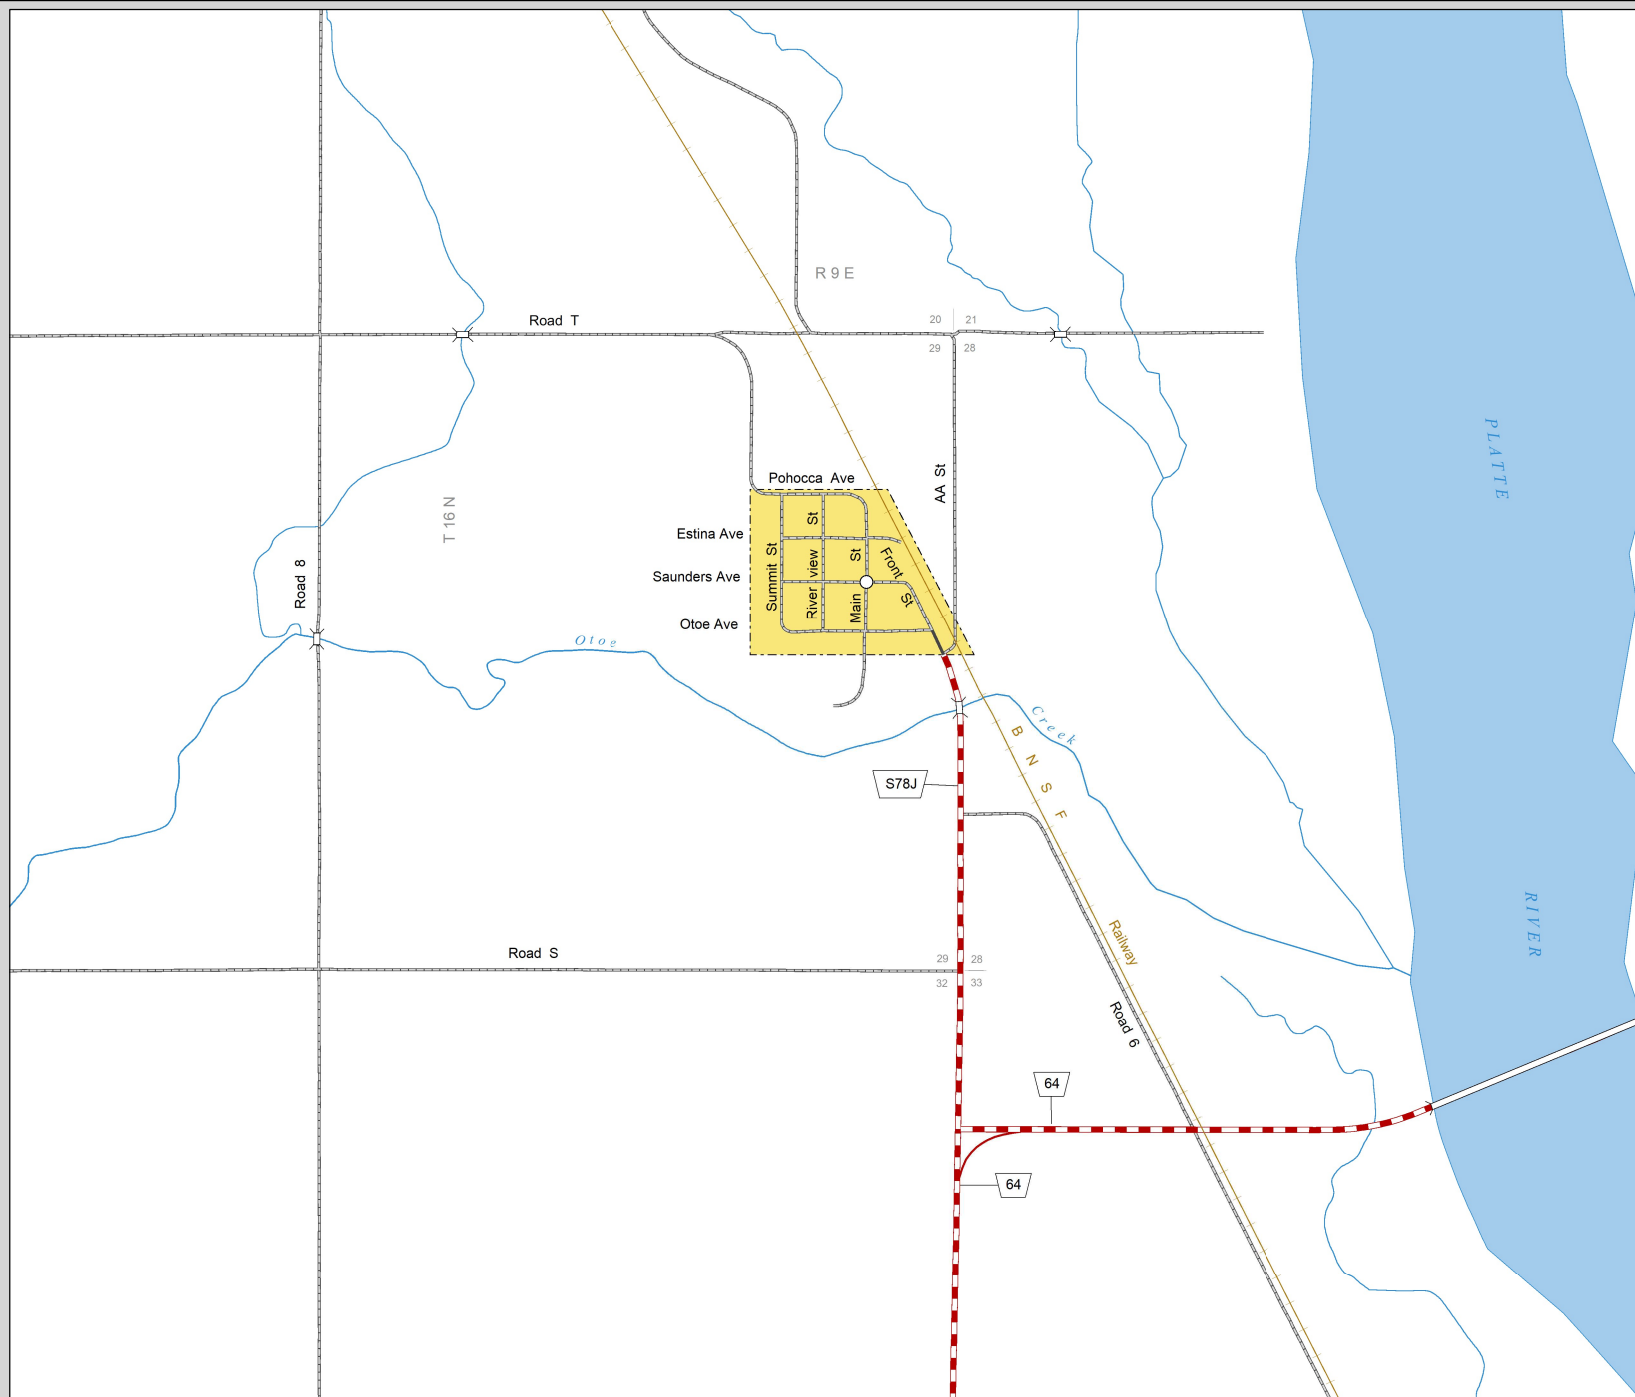 R 9 E
Road T
20 21
29 28
PLATTE
Pohocca Ave
AA St
T 16 N
Estina Ave
Saunders Ave
Otoe Ave
Summit St
River view St
Main St
Front St
Road 8
Otoe Creek
BNSF Railway
S78J
RIVER
Road S
29 28
32 33
Road 6
64
64